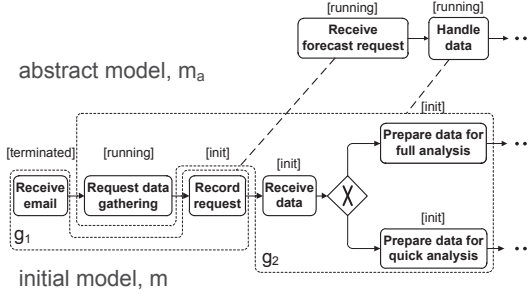 [running]
[running]
Receive
forecast request
Handle
data
abstract model, mₐ
[init]
[terminated]
[running]
[init]
[init]
Prepare data for
full analysis
Receive
email
Request data
gathering
Record
request
Receive
data
X
g₁
g₂
[init]
Prepare data for
quick analysis
initial model, m